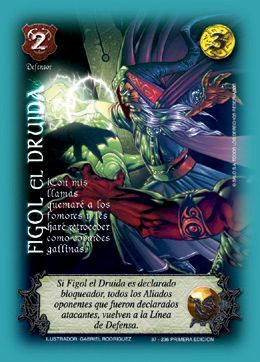 2
3
Defensor
FIGOL EL DRUIDA
¡Con mis
llamas
quemaré a los
fomores y les
haré retroceder
como cobardes
gallinas!
Si Figol el Druida es declarado
bloqueador, todos los Aliados
oponentes que fueron declarados
atacantes, vuelven a la Línea
de Defensa.
ILUSTRADOR: GABRIEL RODRIGUEZ
37 - 236 PRIMERA EDICION